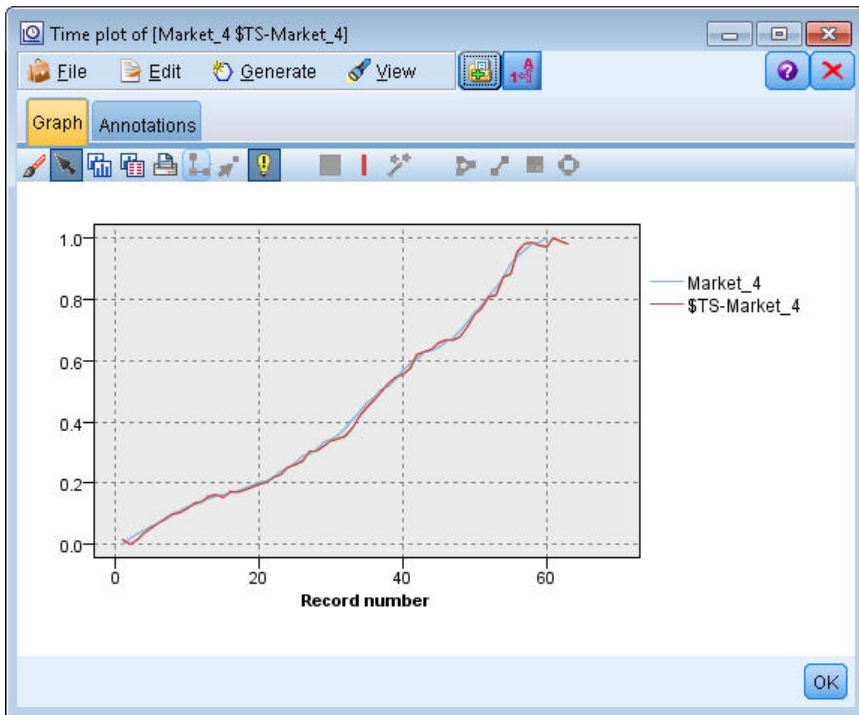 Time plot of [Market_4 $TS-Market_4]
File Edit Generate View
Graph Annotations
1.0
0.8
0.6
0.4
0.2
0.0
0 20 40 60
Record number
Market_4
$TS-Market_4
OK